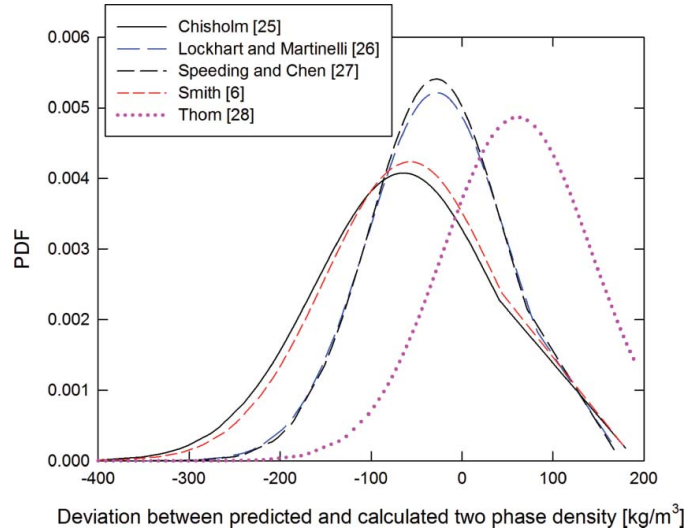 Chisholm [25]
Lockhart and Martinelli [26]
Speeding and Chen [27]
Smith [6]
Thom [28]
0.006
0.005
0.004
0.003
0.002
0.001
0.000
PDF
-400 -300 -200 -100 0 100 200
Deviation between predicted and calculated two phase density [kg/m³]